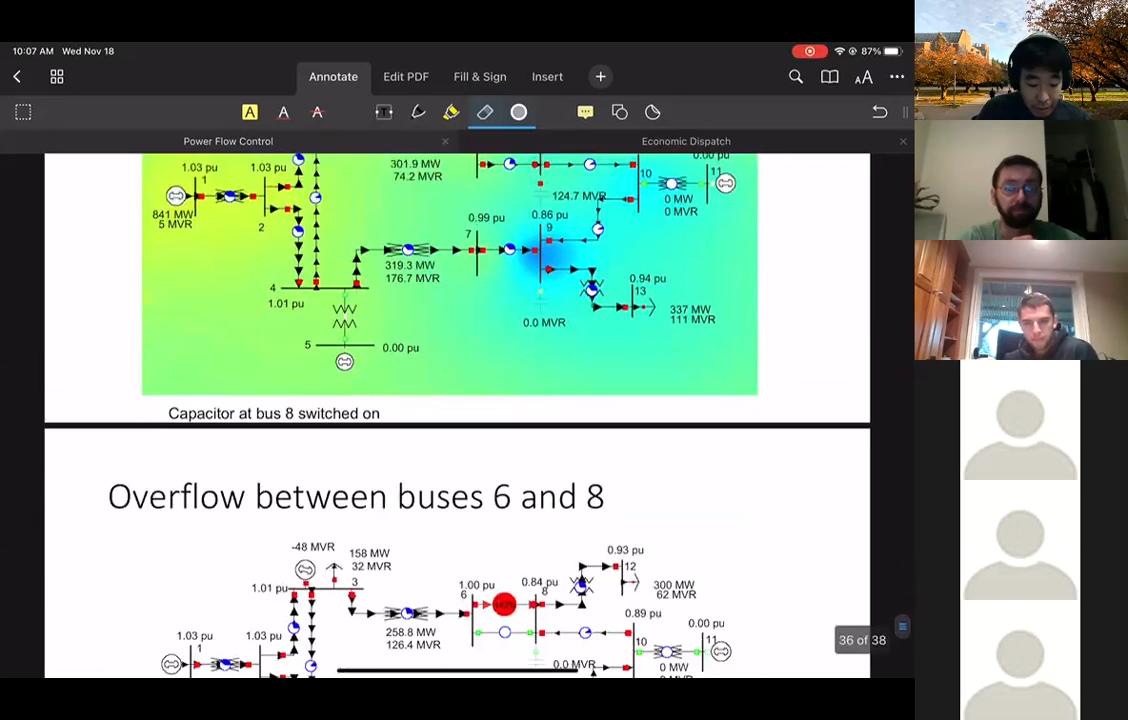 10:07 AM Wed Nov 18
87%
Annotate
Edit PDF
Fill & Sign
Insert
AA
A
A
A
T
Power Flow Control
Economic Dispatch
1.03 pu
1.03 pu
1
2
841 MW
5 MVR
301.9 MW
74.2 MVR
124.7 MVR
0.00 pu
10
11
0 MW
0 MVR
0.99 pu
7
0.86 pu
9
319.3 MW
176.7 MVR
4
1.01 pu
0.94 pu
13
337 MW
111 MVR
0.0 MVR
5
0.00 pu
Capacitor at bus 8 switched on
Overflow between buses 6 and 8
-48 MVR
158 MW
32 MVR
1.01 pu
3
0.93 pu
12
1.00 pu
6
0.84 pu
8
300 MW
62 MVR
258.8 MW
126.4 MVR
0.89 pu
10
0.00 pu
11
1.03 pu
1.03 pu
1
0.0 MVR
0 MW
36 of 38